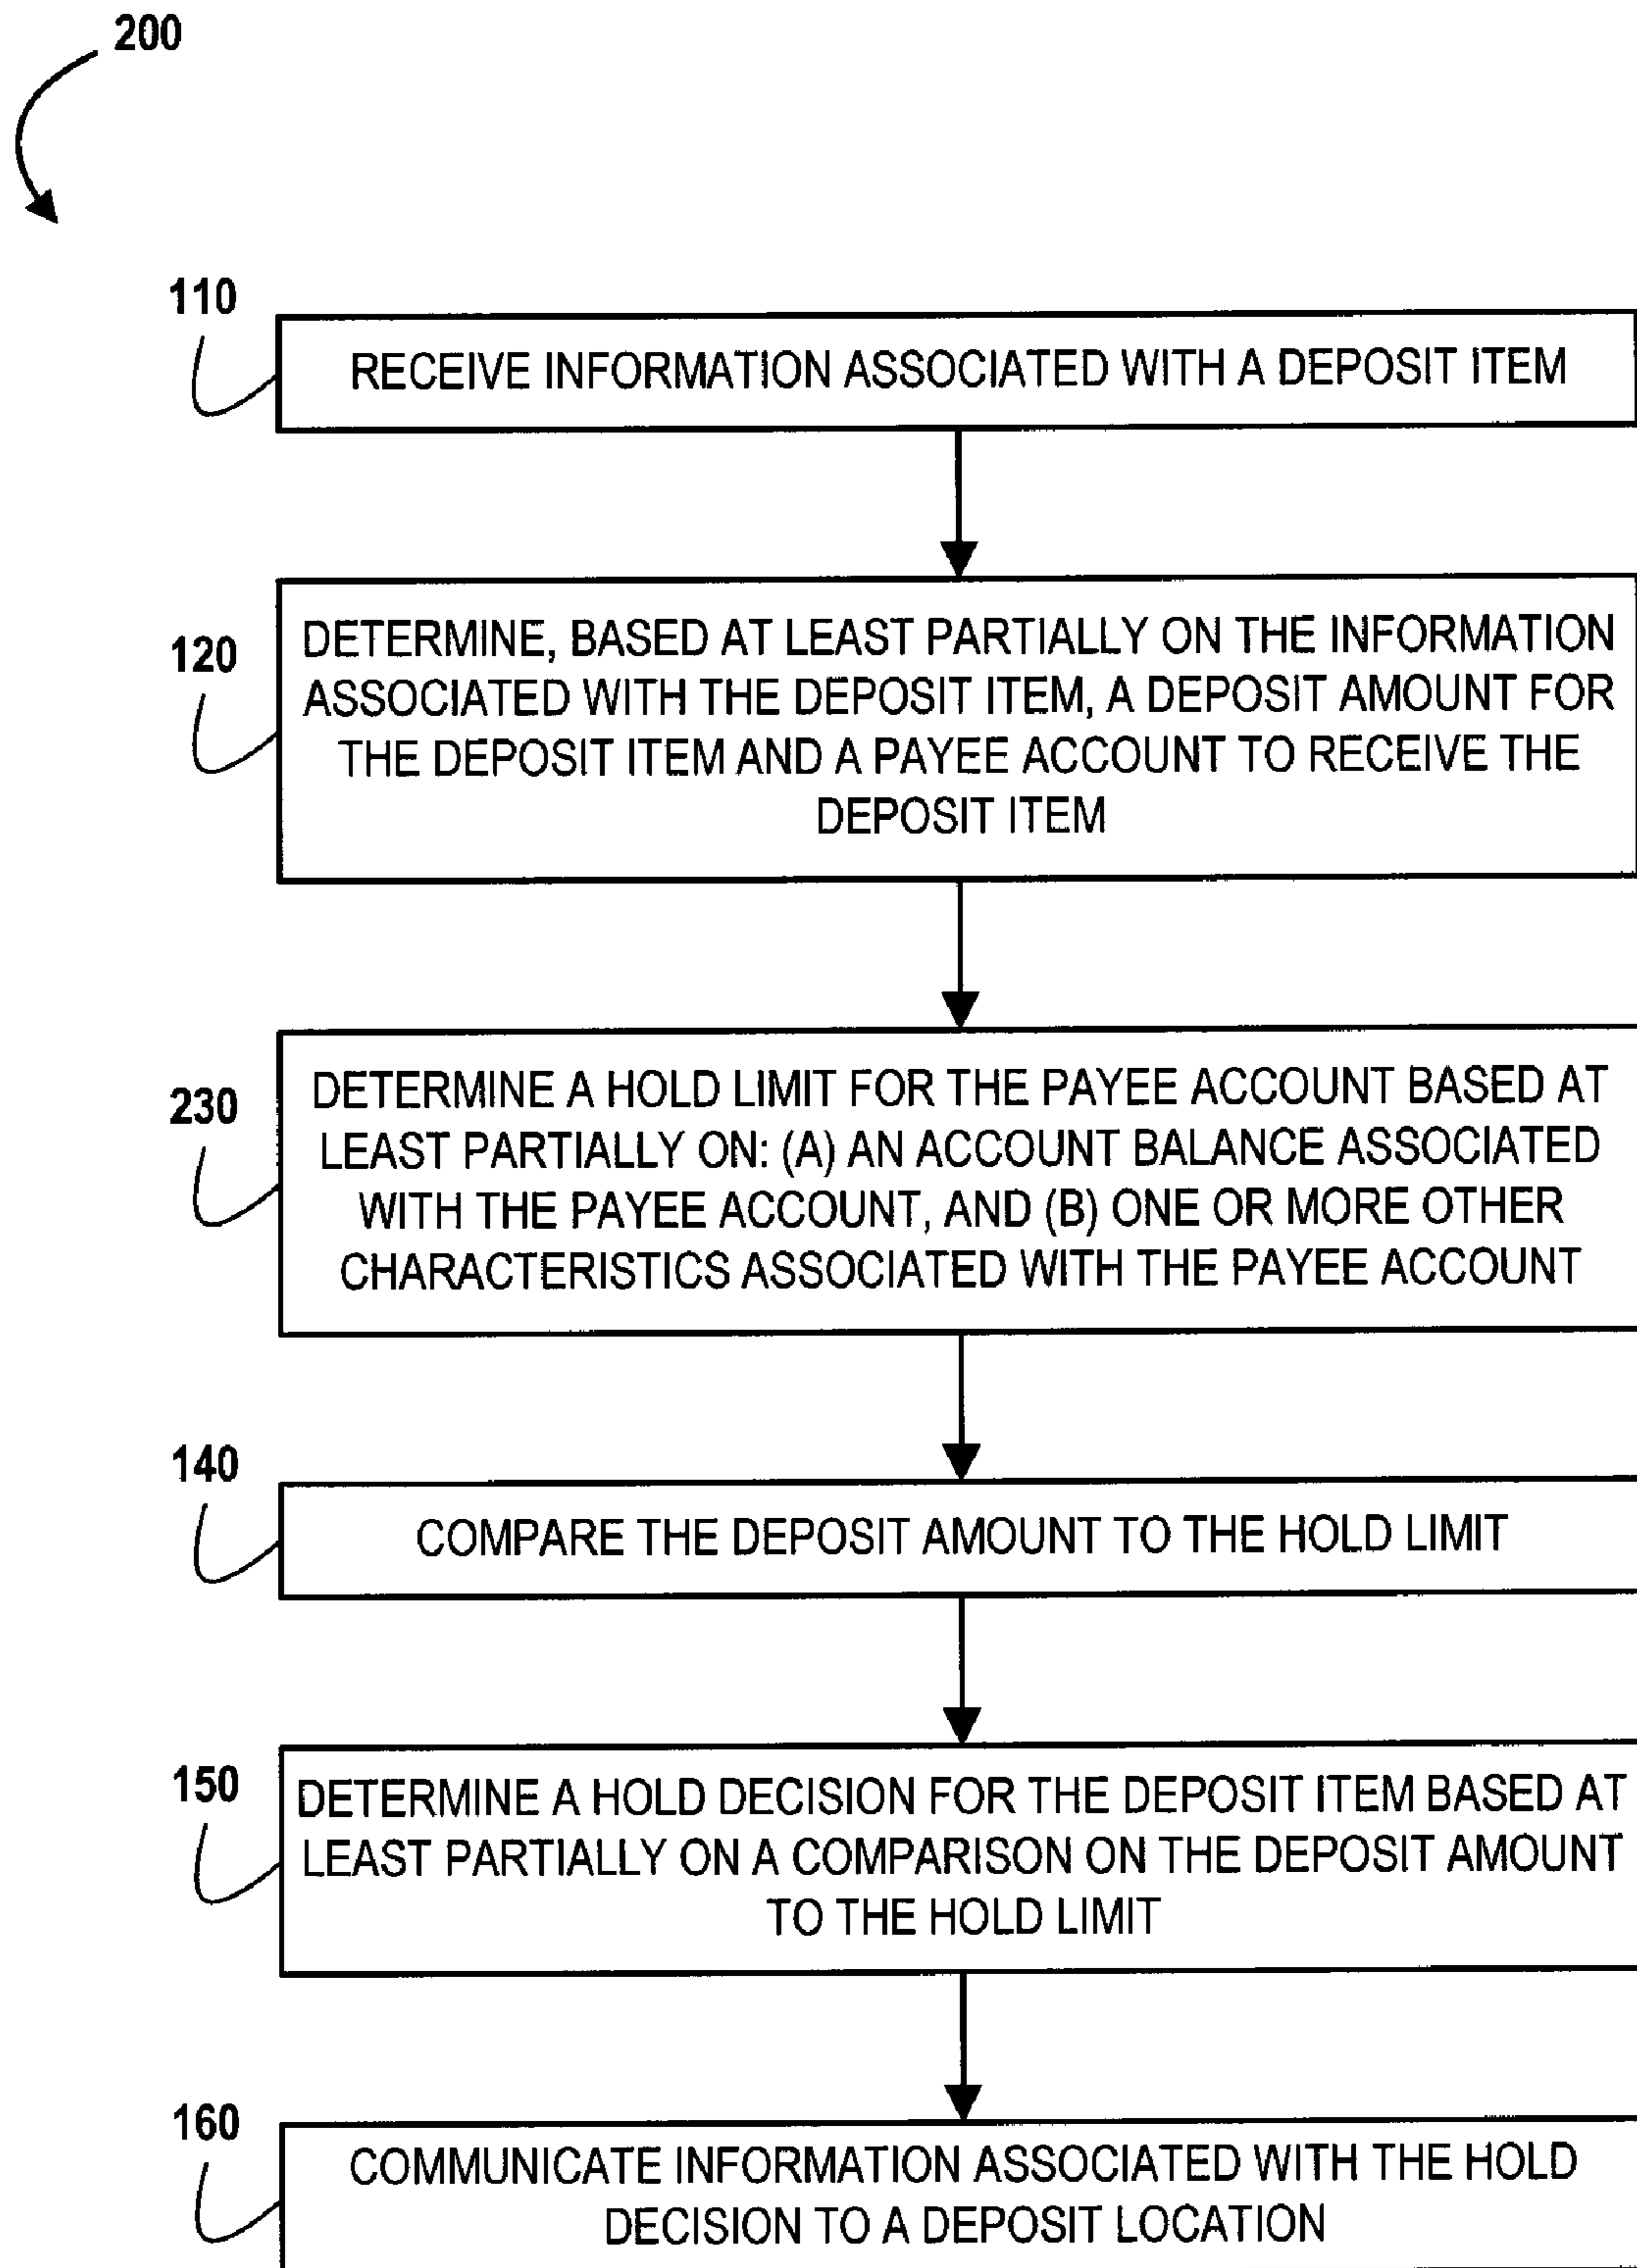 200
110
RECEIVE INFORMATION ASSOCIATED WITH A DEPOSIT ITEM
120
DETERMINE, BASED AT LEAST PARTIALLY ON THE INFORMATION
ASSOCIATED WITH THE DEPOSIT ITEM, A DEPOSIT AMOUNT FOR
THE DEPOSIT ITEM AND A PAYEE ACCOUNT TO RECEIVE THE
DEPOSIT ITEM
230
DETERMINE A HOLD LIMIT FOR THE PAYEE ACCOUNT BASED AT
LEAST PARTIALLY ON: (A) AN ACCOUNT BALANCE ASSOCIATED
WITH THE PAYEE ACCOUNT, AND (B) ONE OR MORE OTHER
CHARACTERISTICS ASSOCIATED WITH THE PAYEE ACCOUNT
140
COMPARE THE DEPOSIT AMOUNT TO THE HOLD LIMIT
150
DETERMINE A HOLD DECISION FOR THE DEPOSIT ITEM BASED AT
LEAST PARTIALLY ON A COMPARISON ON THE DEPOSIT AMOUNT
TO THE HOLD LIMIT
160
COMMUNICATE INFORMATION ASSOCIATED WITH THE HOLD
DECISION TO A DEPOSIT LOCATION